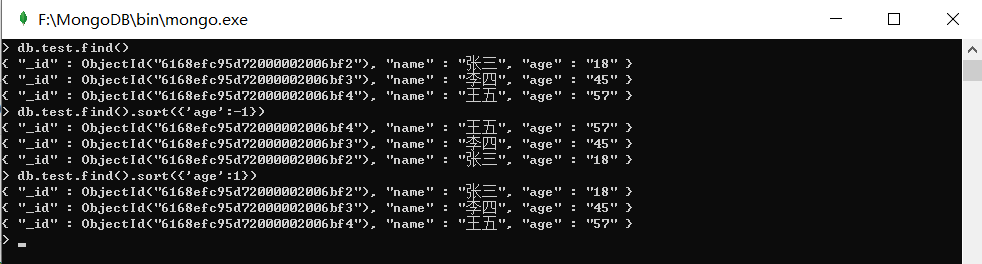 F:\MongoDB\bin\mongo.exe
> db.test.find()
{ "_id" : ObjectId("6168efc95d72000002006bf2"), "name" : "张三", "age" : "18" }
{ "_id" : ObjectId("6168efc95d72000002006bf3"), "name" : "李四", "age" : "45" }
{ "_id" : ObjectId("6168efc95d72000002006bf4"), "name" : "王五", "age" : "57" }
> db.test.find().sort({'age':-1})
{ "_id" : ObjectId("6168efc95d72000002006bf4"), "name" : "王五", "age" : "57" }
{ "_id" : ObjectId("6168efc95d72000002006bf3"), "name" : "李四", "age" : "45" }
{ "_id" : ObjectId("6168efc95d72000002006bf2"), "name" : "张三", "age" : "18" }
> db.test.find().sort({'age':1})
{ "_id" : ObjectId("6168efc95d72000002006bf2"), "name" : "张三", "age" : "18" }
{ "_id" : ObjectId("6168efc95d72000002006bf3"), "name" : "李四", "age" : "45" }
{ "_id" : ObjectId("6168efc95d72000002006bf4"), "name" : "王五", "age" : "57" }
>